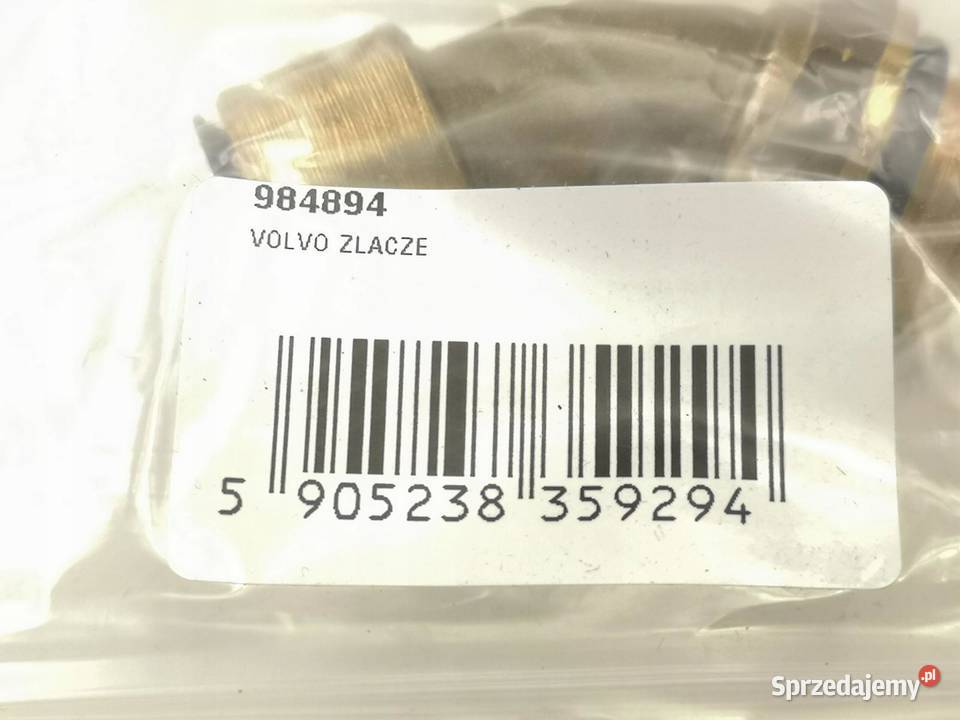 984894
VOLVO ZLACZE
5 905238 359294
Sprzedajemy.pl